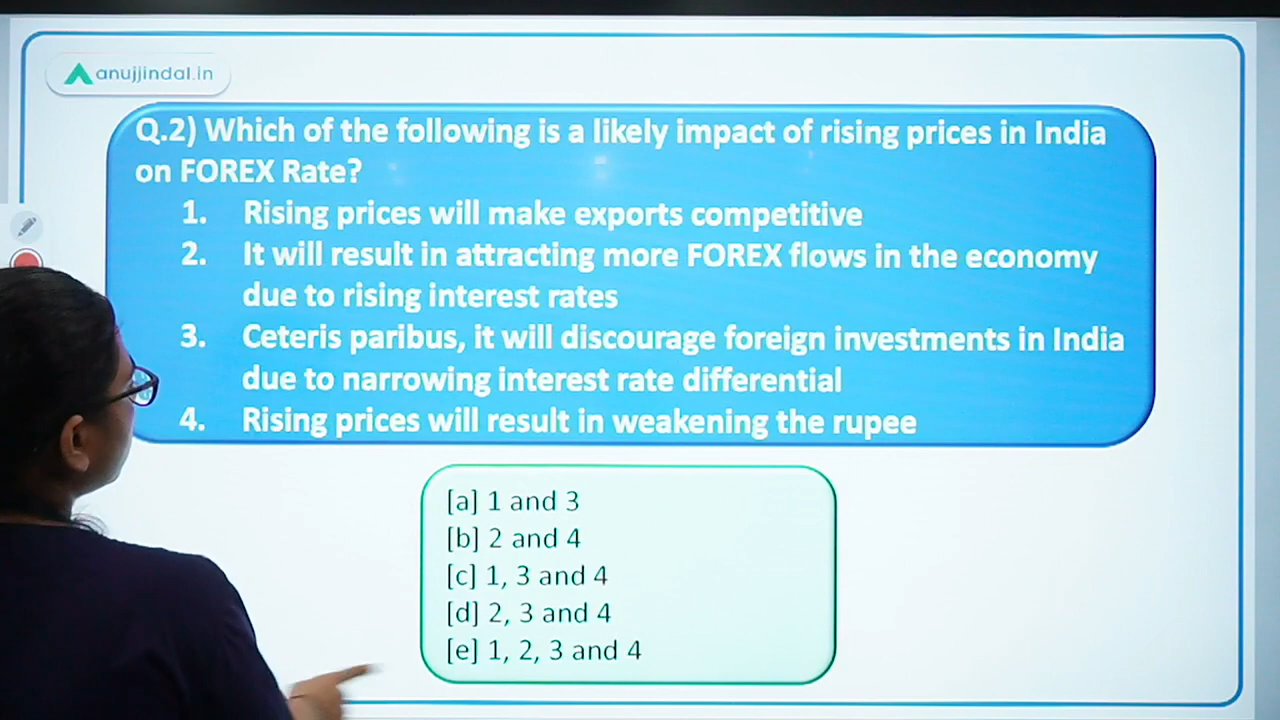 anujjindal.in
Q.2) Which of the following is a likely impact of rising prices in India
on FOREX Rate?
1. Rising prices will make exports competitive
2. It will result in attracting more FOREX flows in the economy
due to rising interest rates
3. Ceteris paribus, it will discourage foreign investments in India
due to narrowing interest rate differential
4. Rising prices will result in weakening the rupee
[a] 1 and 3
[b] 2 and 4
[c] 1, 3 and 4
[d] 2, 3 and 4
[e] 1, 2, 3 and 4